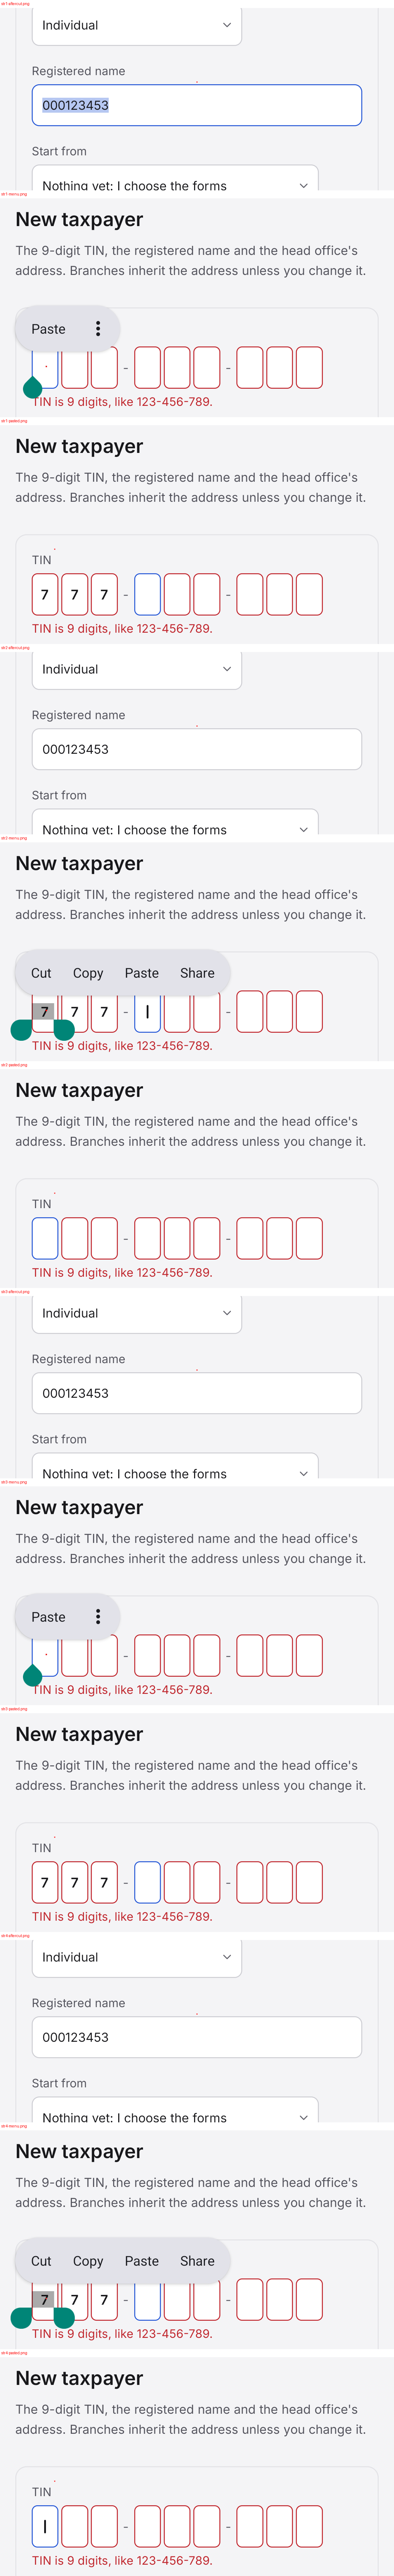 str1-aftercut.png
Individual
Registered name
000123453
Start from
Nothing yet: I choose the forms
str1-menu.png
New taxpayer
The 9-digit TIN, the registered name and the head office's
address. Branches inherit the address unless you change it.
Paste
- -
TIN is 9 digits, like 123-456-789.
str1-pasted.png
New taxpayer
The 9-digit TIN, the registered name and the head office's
address. Branches inherit the address unless you change it.
TIN
7 7 7 - -
TIN is 9 digits, like 123-456-789.
Individual
Registered name
000123453
Start from
Nothing yet: I choose the forms
New taxpayer
The 9-digit TIN, the registered name and the head office's
address. Branches inherit the address unless you change it.
Cut Copy Paste Share
7 7 7 - -
TIN is 9 digits, like 123-456-789.
New taxpayer
The 9-digit TIN, the registered name and the head office's
address. Branches inherit the address unless you change it.
TIN
- -
TIN is 9 digits, like 123-456-789.
Individual
Registered name
000123453
Start from
Nothing yet: I choose the forms
New taxpayer
The 9-digit TIN, the registered name and the head office's
address. Branches inherit the address unless you change it.
Paste
- -
TIN is 9 digits, like 123-456-789.
New taxpayer
The 9-digit TIN, the registered name and the head office's
address. Branches inherit the address unless you change it.
TIN
7 7 7 - -
TIN is 9 digits, like 123-456-789.
Individual
Registered name
000123453
Start from
Nothing yet: I choose the forms
New taxpayer
The 9-digit TIN, the registered name and the head office's
address. Branches inherit the address unless you change it.
Cut Copy Paste Share
7 7 7 - -
TIN is 9 digits, like 123-456-789.
New taxpayer
The 9-digit TIN, the registered name and the head office's
address. Branches inherit the address unless you change it.
TIN
- -
TIN is 9 digits, like 123-456-789.